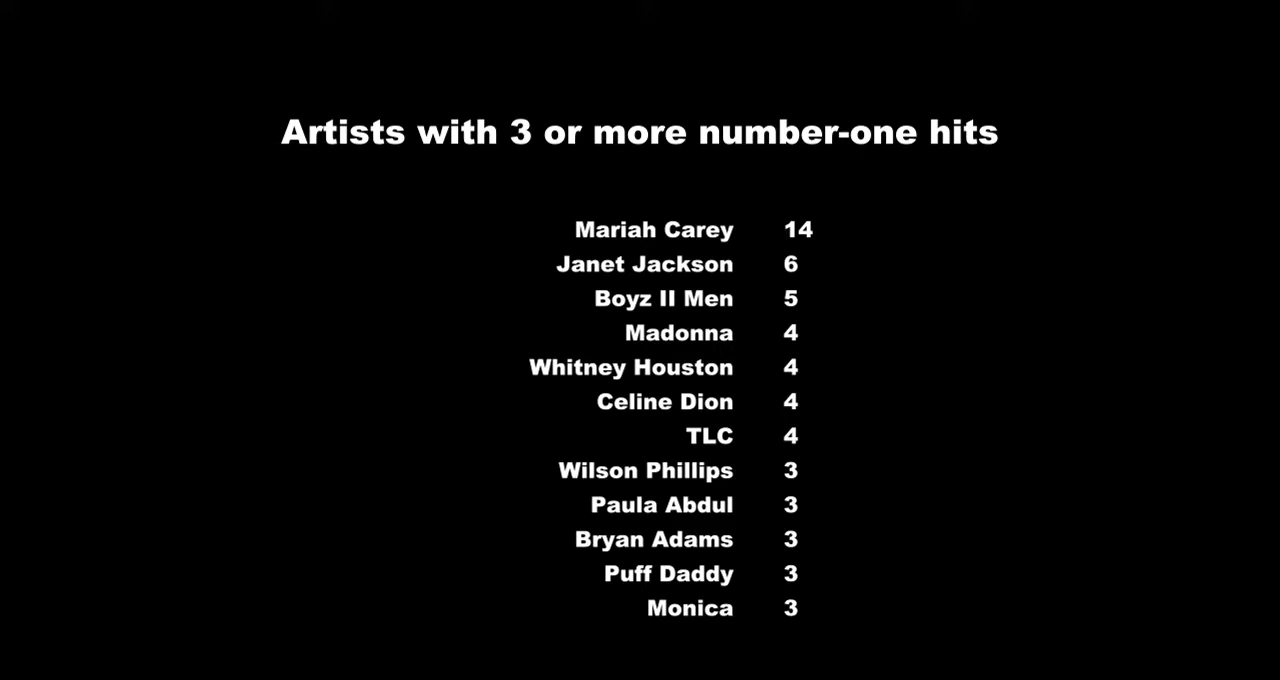 Artists with 3 or more number-one hits
Mariah Carey 14
Janet Jackson 6
Boyz II Men 5
Madonna 4
Whitney Houston 4
Celine Dion 4
TLC 4
Wilson Phillips 3
Paula Abdul 3
Bryan Adams 3
Puff Daddy 3
Monica 3